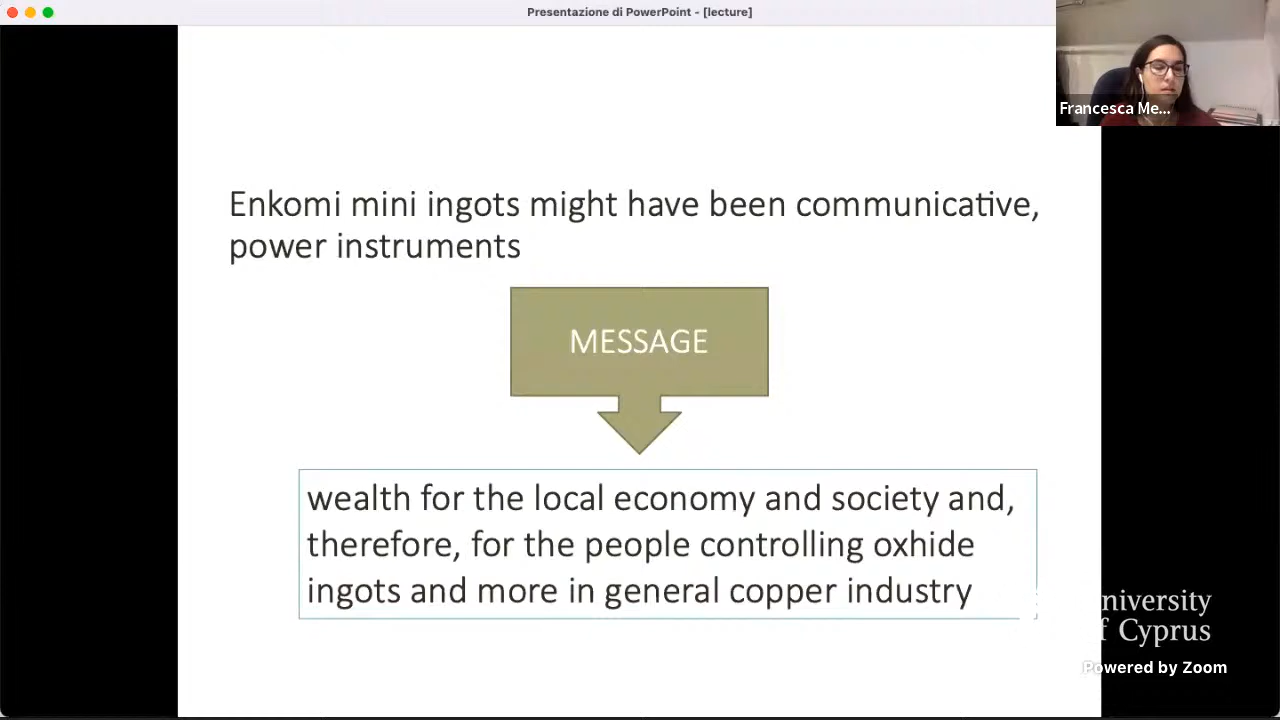 Presentazione di PowerPoint - [lecture]
Francesca Me...
Enkomi mini ingots might have been communicative,
power instruments
MESSAGE
wealth for the local economy and society and,
therefore, for the people controlling oxhide
ingots and more in general copper industry
niversity
f Cyprus
Powered by Zoom